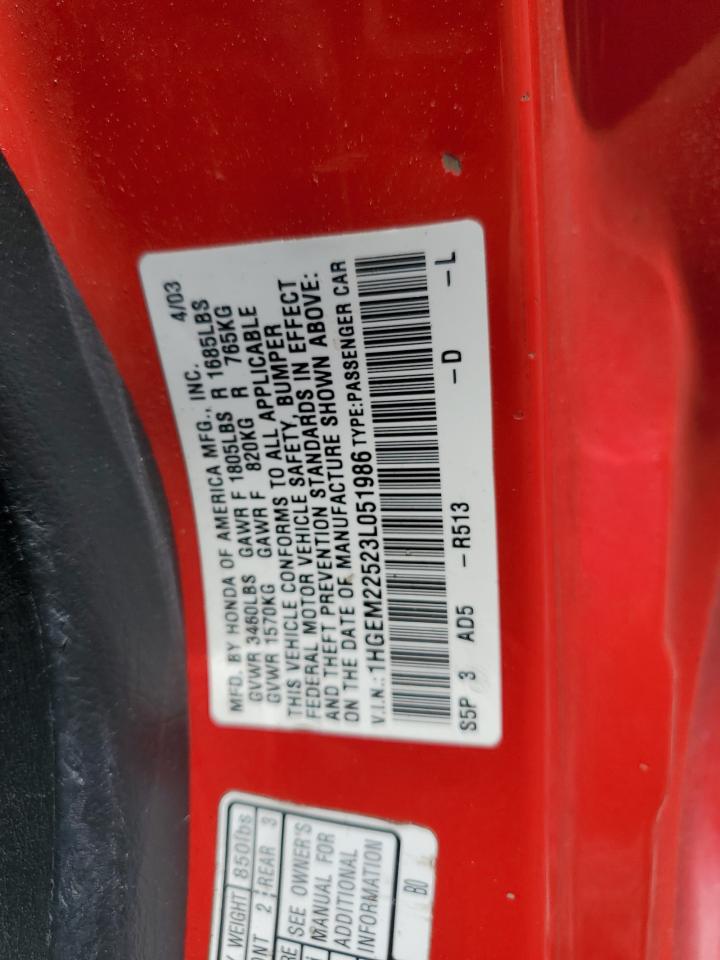 MFD. BY HONDA OF AMERICA MFG., INC. 4/03
GVWR 3460LBS GAWR F 1805LBS R 1685LBS
GVWR 1570KG GAWR F 820KG R 765KG
THIS VEHICLE CONFORMS TO ALL APPLICABLE
FEDERAL MOTOR VEHICLE SAFETY, BUMPER
AND THEFT PREVENTION STANDARDS IN EFFECT
ON THE DATE OF MANUFACTURE SHOWN ABOVE:
V.I.N.: 1HGEM22523L051986 TYPE:PASSENGER CAR
S5P 3 AD5 -R513 -D -L
WEIGHT 850lbs
2 REAR 3
SEE OWNER'S
MANUAL FOR
ADDITIONAL
INFORMATION
B0